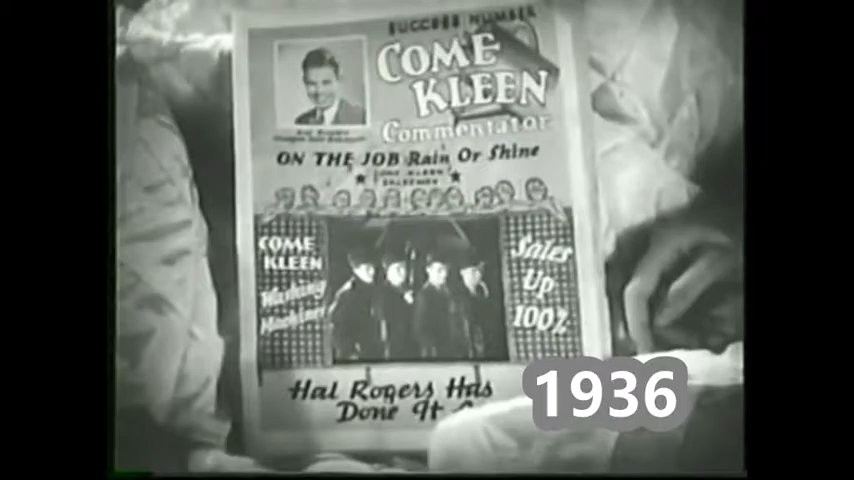 SUCCESS NUMBER
COME
KLEEN
Commentator
ON THE JOB Rain Or Shine
COME KLEEN
SALESMEN
COME
KLEEN
Washing
Machines
Sales
Up
100%
Hal Rogers Has
Done It
1936